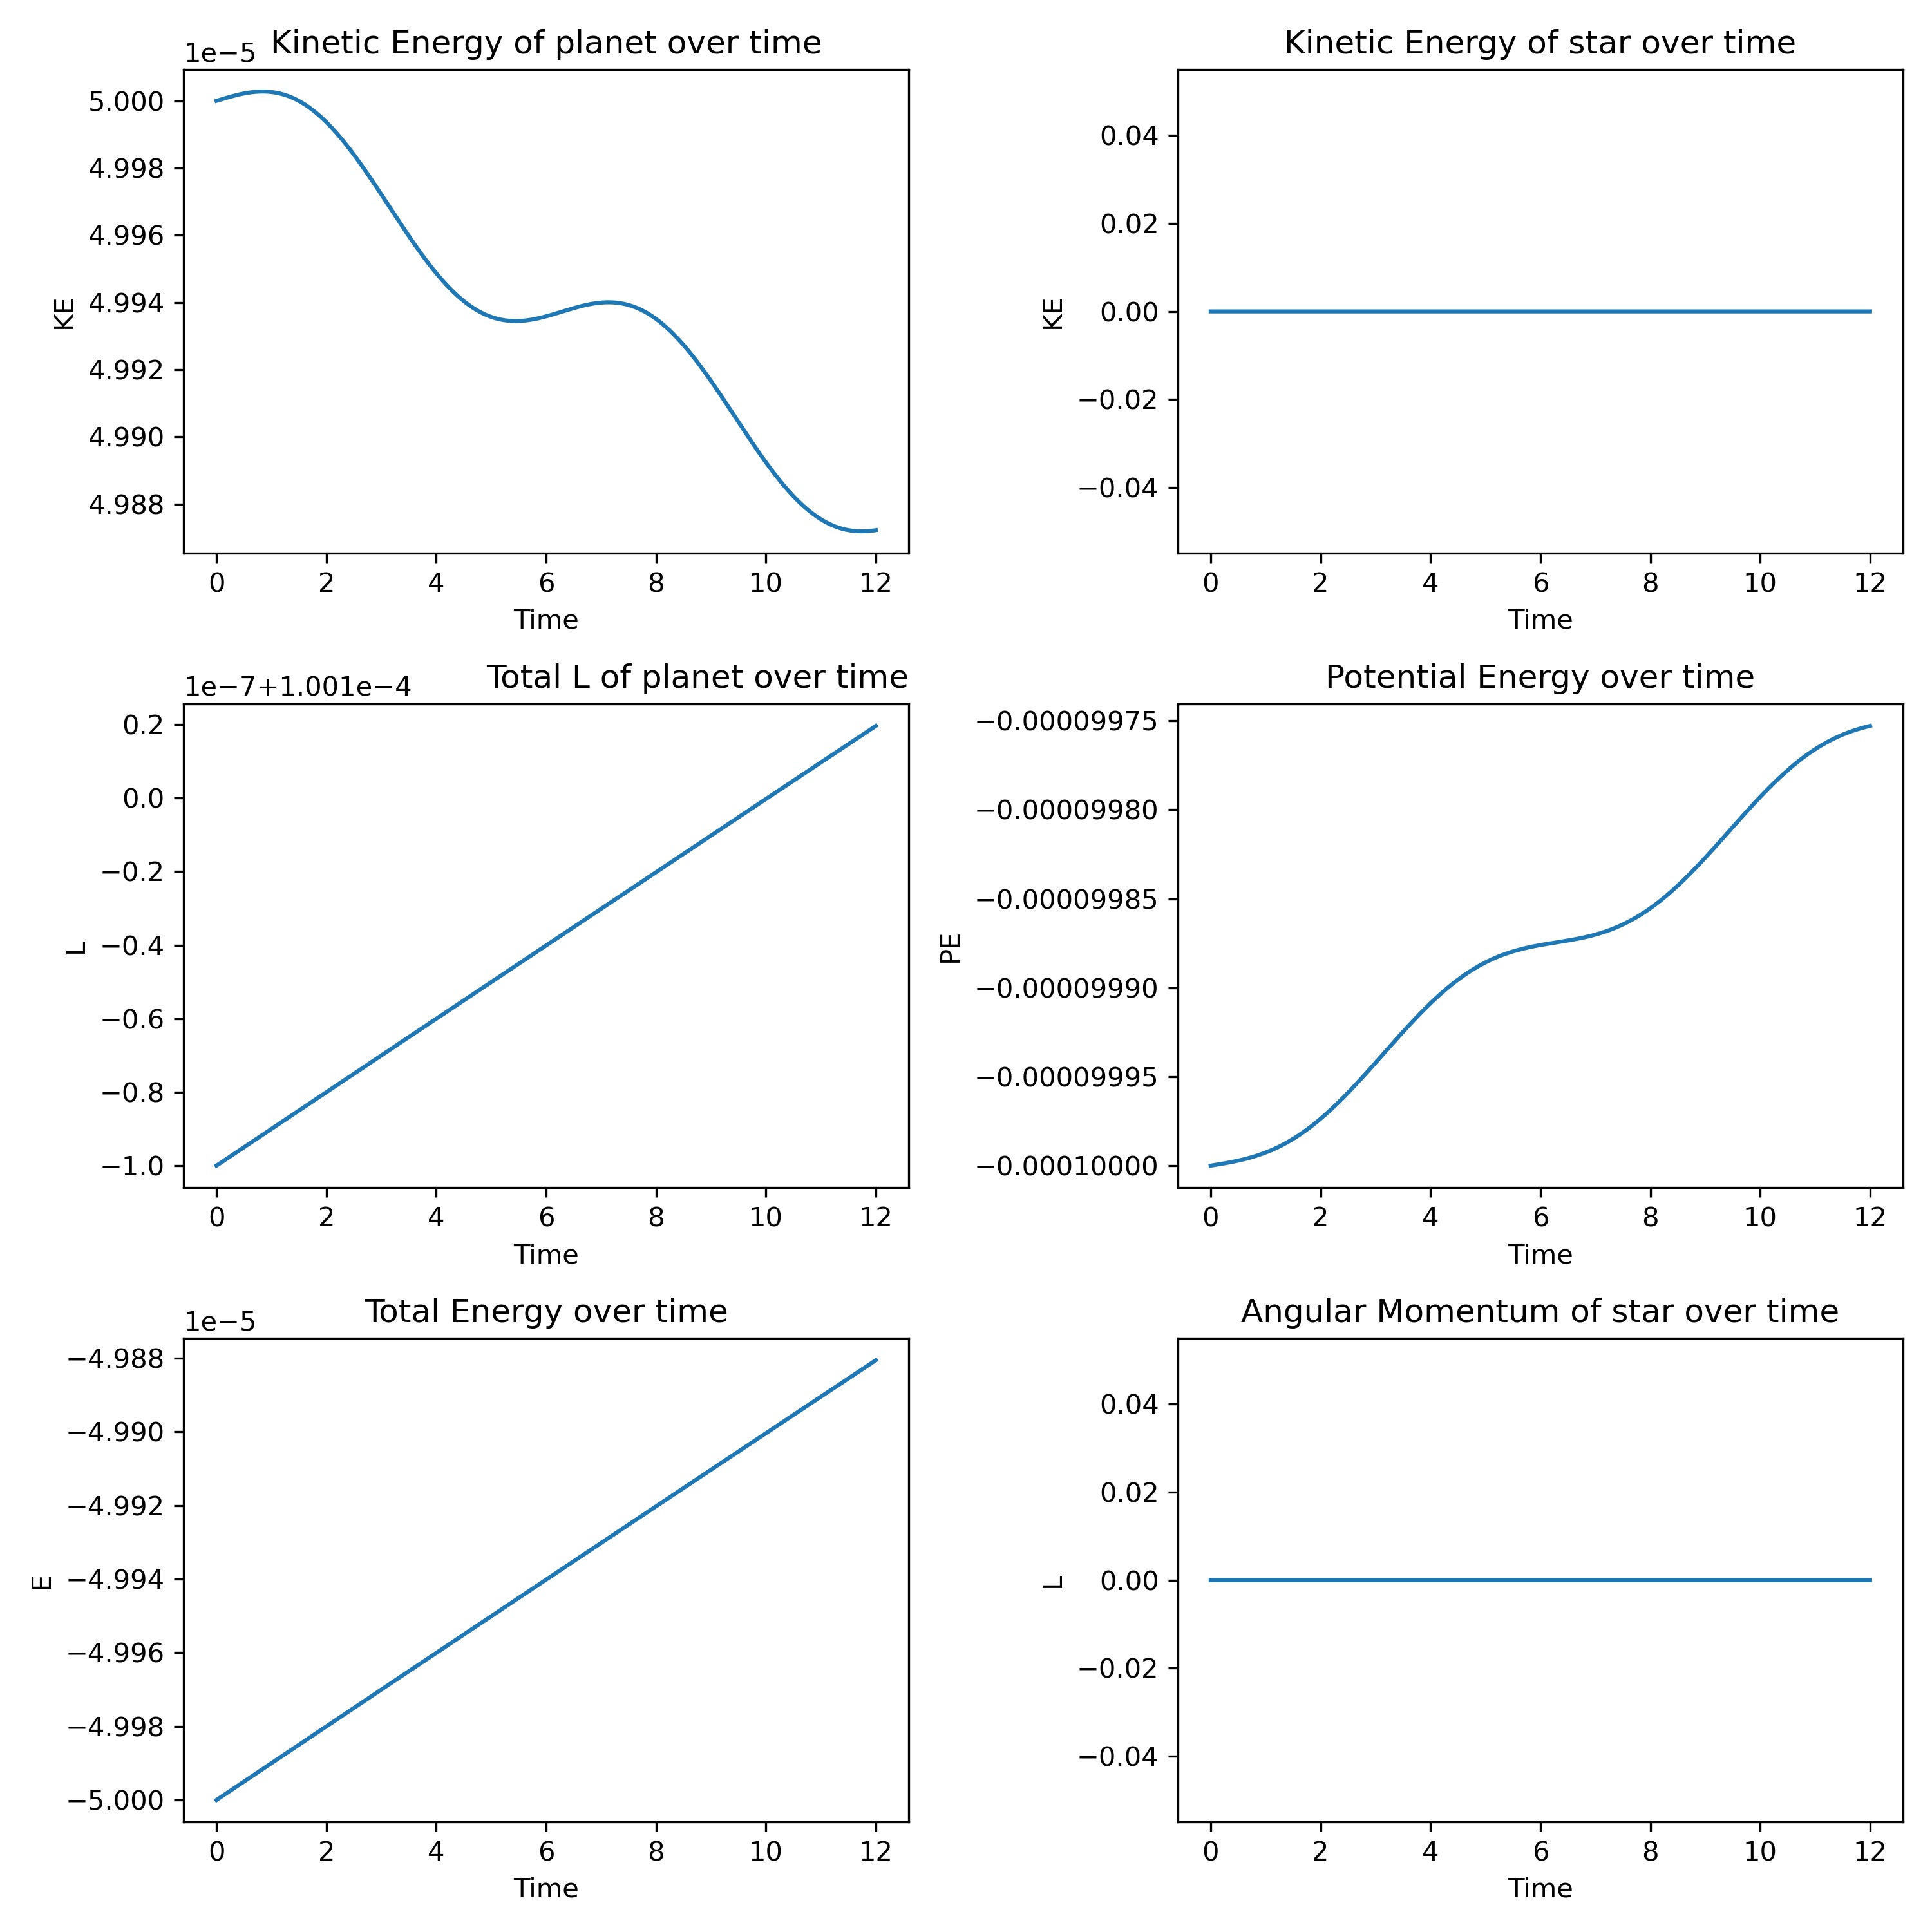 Kinetic Energy of planet over time
1e−5
5.000
4.998
4.996
4.994
4.992
4.990
4.988
KE
0 2 4 6 8 10 12
Time
Kinetic Energy of star over time
0.04
0.02
0.00
−0.02
−0.04
KE
0 2 4 6 8 10 12
Time
Total L of planet over time
1e−7+1.001e−4
0.2
0.0
−0.2
−0.4
−0.6
−0.8
−1.0
L
0 2 4 6 8 10 12
Time
Potential Energy over time
−0.00009975
−0.00009980
−0.00009985
−0.00009990
−0.00009995
−0.00010000
PE
0 2 4 6 8 10 12
Time
Total Energy over time
1e−5
−4.988
−4.990
−4.992
−4.994
−4.996
−4.998
−5.000
E
0 2 4 6 8 10 12
Time
Angular Momentum of star over time
0.04
0.02
0.00
−0.02
−0.04
L
0 2 4 6 8 10 12
Time